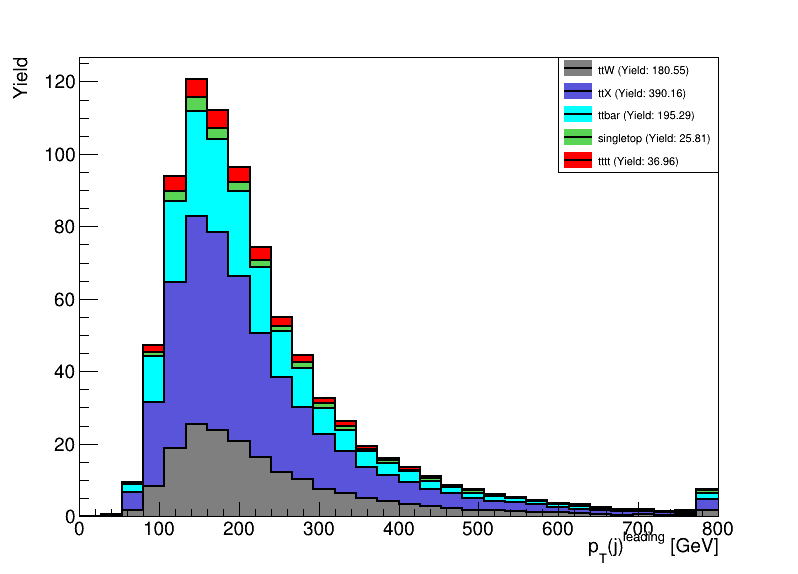 Yield
120
100
80
60
40
20
0
ttW (Yield: 180.55)
ttX (Yield: 390.16)
ttbar (Yield: 195.29)
singletop (Yield: 25.81)
tttt (Yield: 36.96)
0 100 200 300 400 500 600 700 800
p_T(j)^leading [GeV]